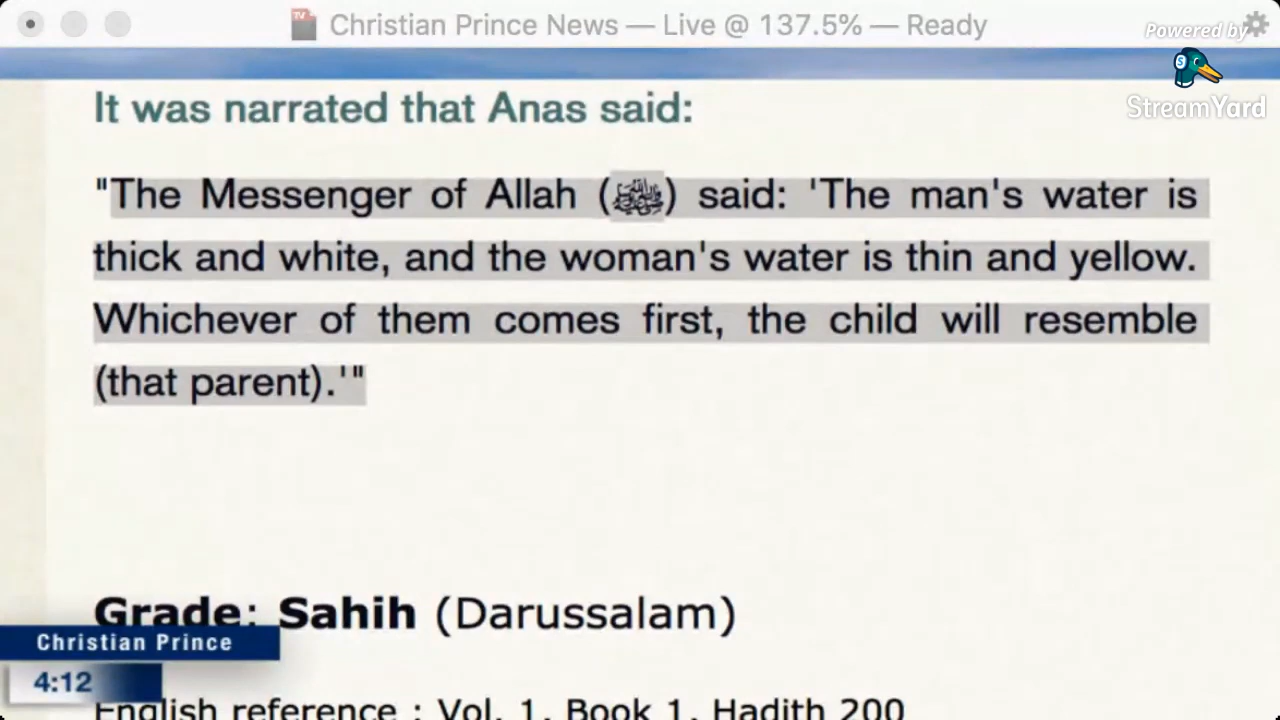 Christian Prince News — Live @ 137.5% — Ready
Powered by
StreamYard
It was narrated that Anas said:
"The Messenger of Allah (ﷺ) said: 'The man's water is
thick and white, and the woman's water is thin and yellow.
Whichever of them comes first, the child will resemble
(that parent).'"
Grade: Sahih (Darussalam)
Christian Prince
4:12
English reference : Vol. 1, Book 1, Hadith 200